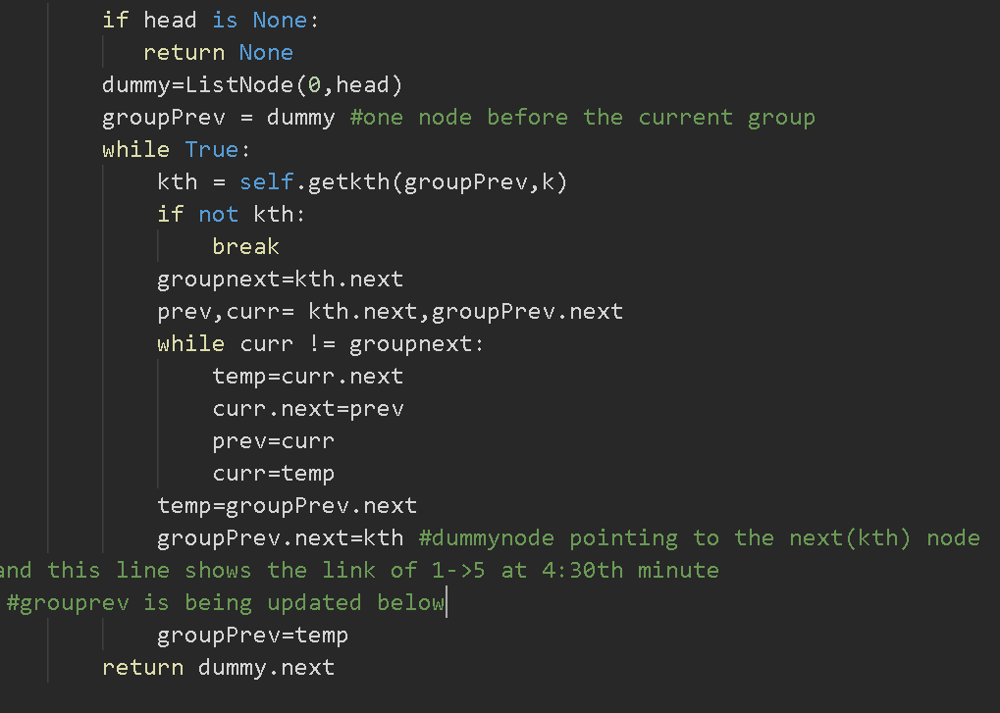 if head is None:
return None
dummy=ListNode(0,head)
groupPrev = dummy #one node before the current group
while True:
kth = self.getkth(groupPrev,k)
if not kth:
break
groupnext=kth.next
prev,curr= kth.next,groupPrev.next
while curr != groupnext:
temp=curr.next
curr.next=prev
prev=curr
curr=temp
temp=groupPrev.next
groupPrev.next=kth #dummynode pointing to the next(kth) node
and this line shows the link of 1->5 at 4:30th minute
#grouprev is being updated below
groupPrev=temp
return dummy.next